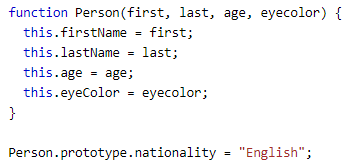 function Person(first, last, age, eyecolor) {
  this.firstName = first;
  this.lastName = last;
  this.age = age;
  this.eyeColor = eyecolor;
}
Person.prototype.nationality = "English";